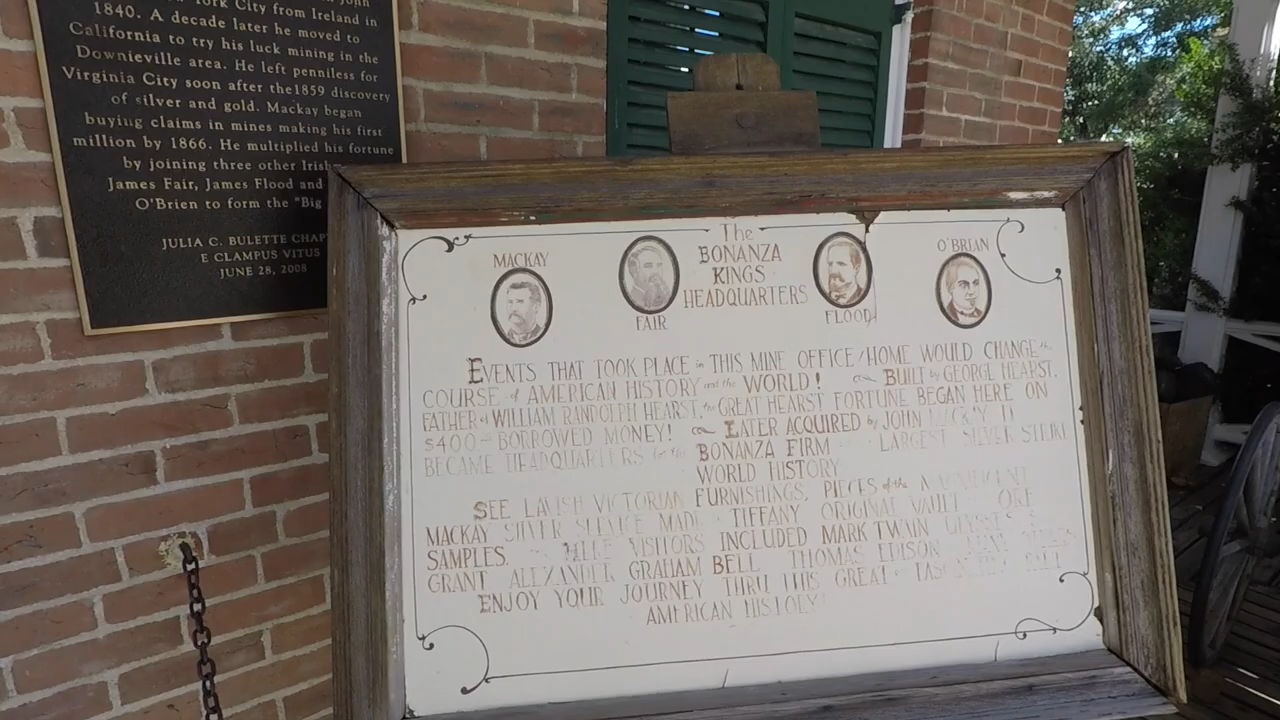 York City from Ireland in
1840. A decade later he moved to
California to try his luck mining in the
Downieville area. He left penniless for
Virginia City soon after the 1859 discovery
of silver and gold. Mackay began
buying claims in mines making his first
million by 1866. He multiplied his fortune
by joining three other Irish
James Fair, James Flood and
O'Brien to form the "Big
JULIA C. BULETTE CHAP
E CLAMPUS VITUS
JUNE 28, 2008
The
BONANZA
KINGS
HEADQUARTERS
MACKAY
FAIR
FLOOD
O'BRIAN
EVENTS THAT TOOK PLACE in THIS MINE OFFICE/HOME WOULD CHANGE the
COURSE of AMERICAN HISTORY and the WORLD! BUILT by GEORGE HEARST,
FATHER of WILLIAM RANDOLPH HEARST, the GREAT HEARST FORTUNE BEGAN HERE ON
$400 BORROWED MONEY! LATER ACQUIRED by JOHN MACKAY IT
BECAME HEADQUARTERS for the BONANZA FIRM LARGEST SILVER STRIKE
WORLD HISTORY
SEE LAVISH VICTORIAN FURNISHINGS, PIECES of the MAGNIFICENT
MACKAY SILVER SERVICE MADE TIFFANY ORIGINAL VAULT ORE
SAMPLES. VISITORS INCLUDED MARK TWAIN
GRANT ALEXANDER GRAHAM BELL THOMAS EDISON
ENJOY YOUR JOURNEY THRU THIS GREAT
AMERICAN HISTORY